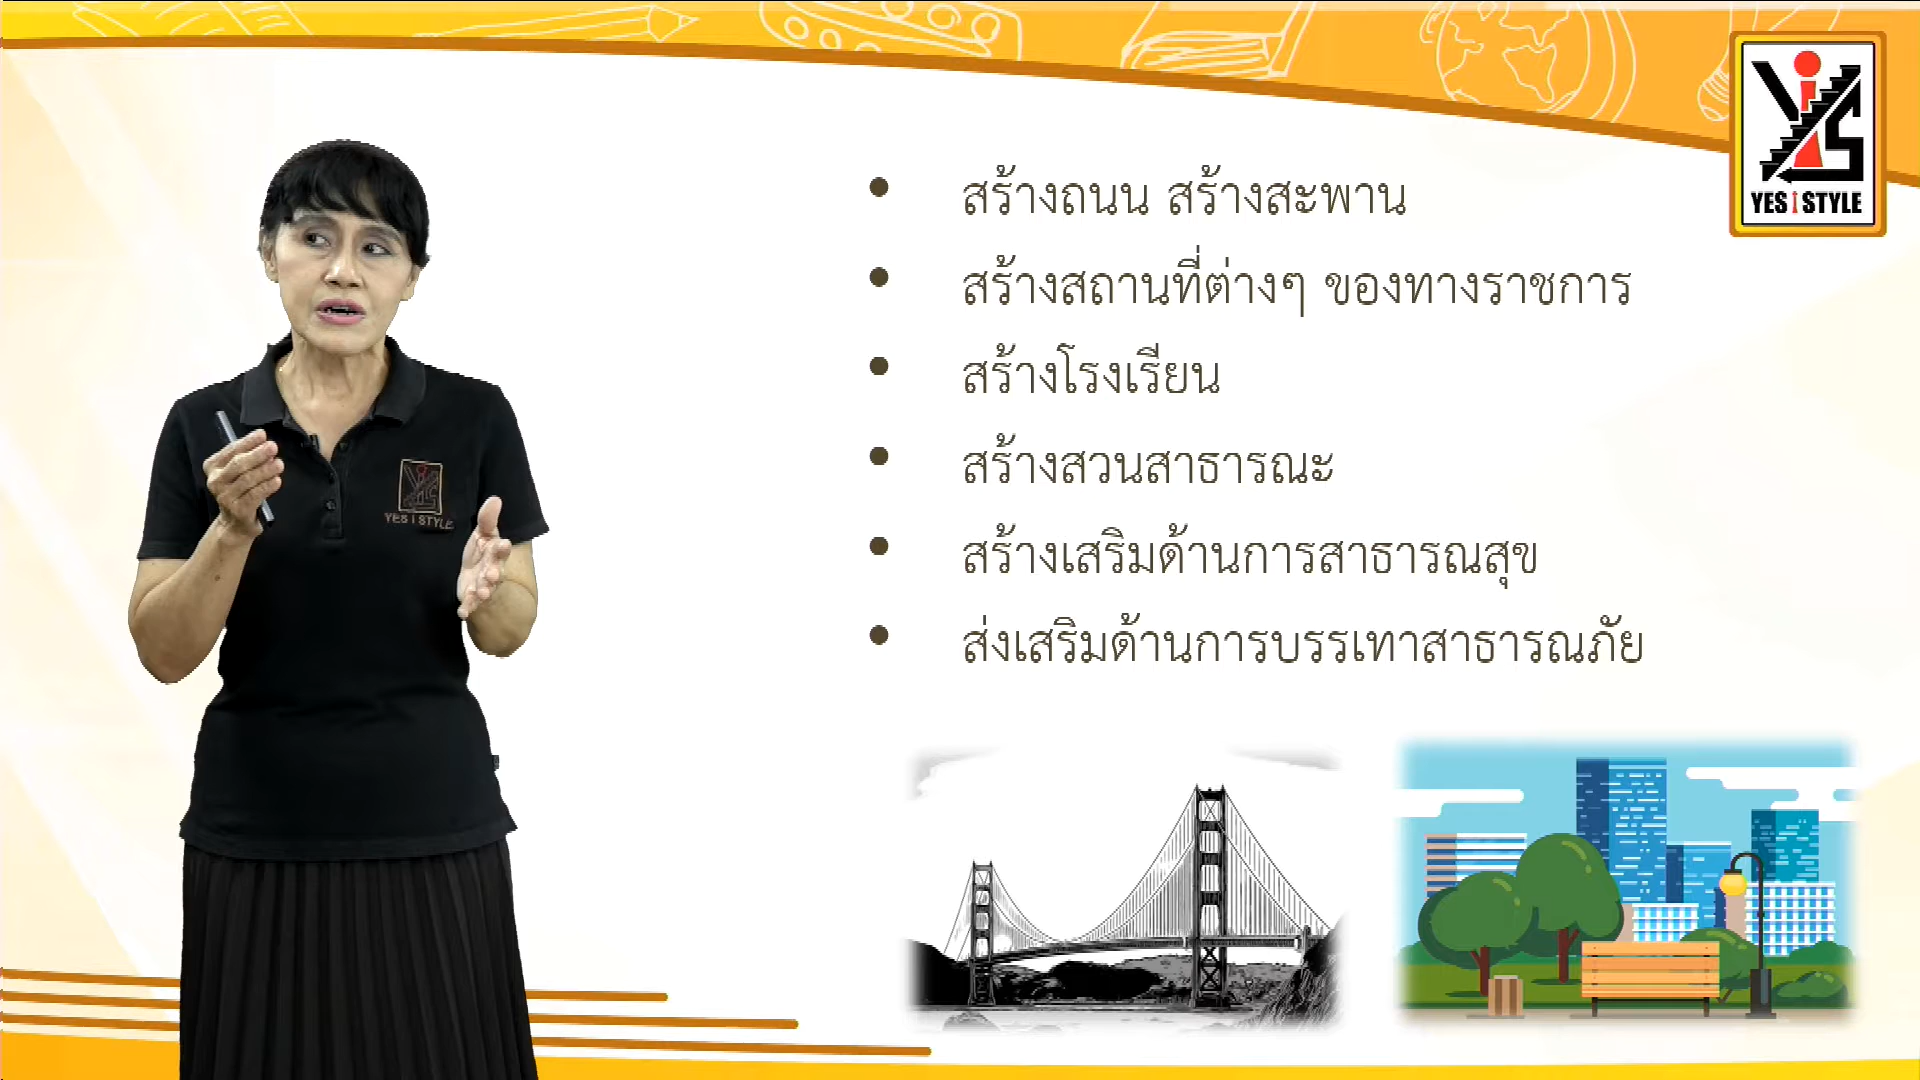 YES i STYLE
• สร้างถนน สร้างสะพาน
• สร้างสถานที่ต่างๆ ของทางราชการ
• สร้างโรงเรียน
• สร้างสวนสาธารณะ
• สร้างเสริมด้านการสาธารณสุข
• ส่งเสริมด้านการบรรเทาสาธารณภัย
YES i STYLE